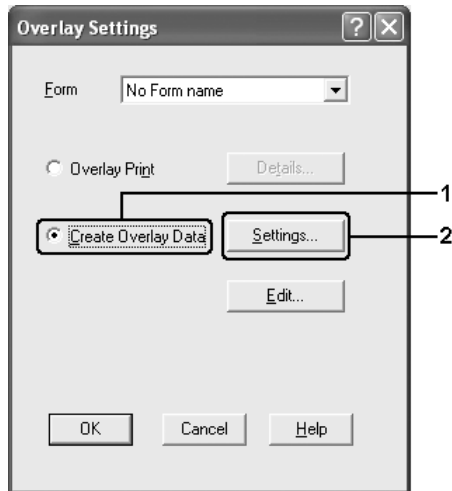 Overlay Settings
Form No Form name
Overlay Print Details...
1
Create Overlay Data Settings... 2
Edit...
OK Cancel Help